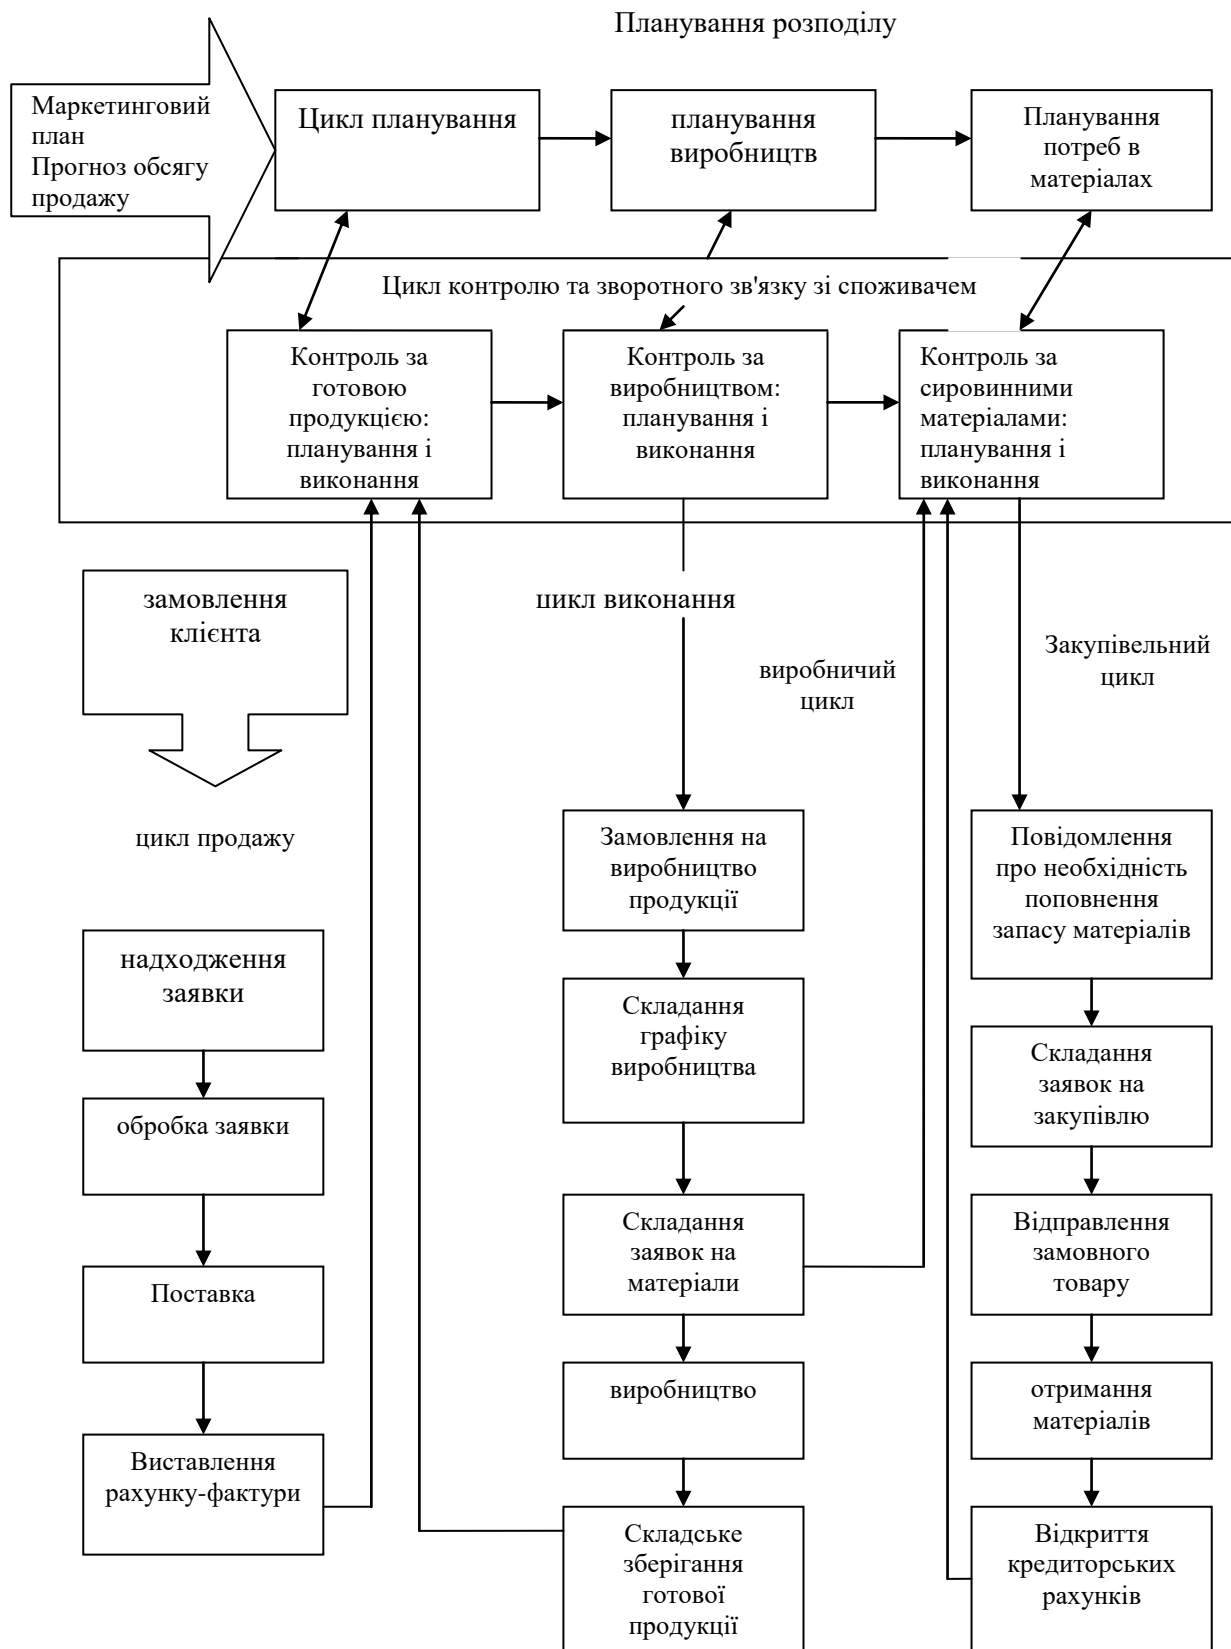 Планування розподілу
Маркетинговий
план
Прогноз обсягу
продажу
Цикл планування
планування
виробництв
Планування
потреб в
матеріалах
Цикл контролю та зворотного зв'язку зі споживачем
Контроль за
готовою
продукцією:
планування і
виконання
Контроль за
виробництвом:
планування і
виконання
Контроль за
сировинними
матеріалами:
планування і
виконання
замовлення
клієнта
цикл виконання
виробничий
цикл
Закупівельний
цикл
цикл продажу
надходження
заявки
обробка заявки
Поставка
Виставлення
рахунку-фактури
Замовлення на
виробництво
продукції
Складання
графіку
виробництва
Складання
заявок на
матеріали
виробництво
Складське
зберігання
готової
продукції
Повідомлення
про необхідність
поповнення
запасу матеріалів
Складання
заявок на
закупівлю
Відправлення
замовного
товару
отримання
матеріалів
Відкриття
кредиторських
рахунків